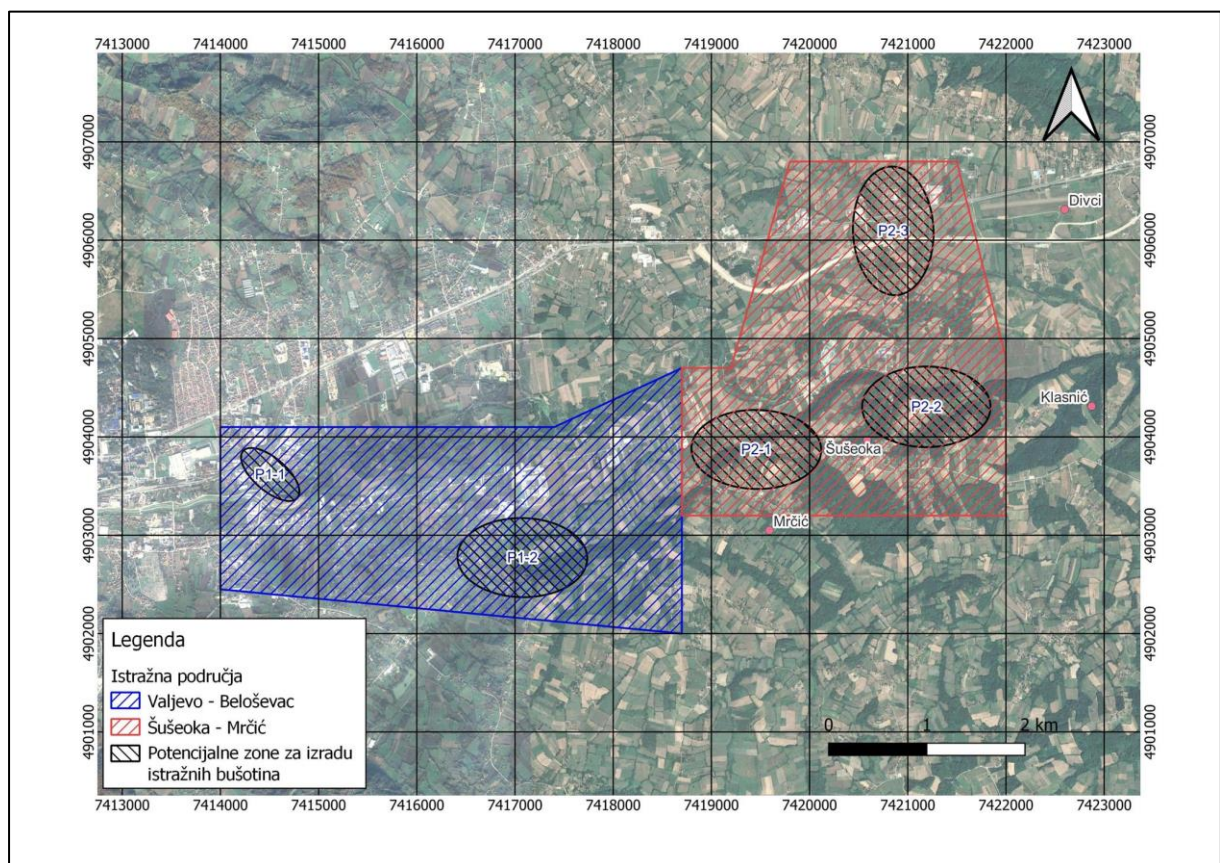 7413000 7414000 7415000 7416000 7417000 7418000 7419000 7420000 7421000 7422000 7423000
4907000 4907000
Divci
P2-3
4906000 4906000
4905000 4905000
Klasnić
P2-2
4904000 4904000
P2-1 Šušeoka
P1-1
Mrčić
4903000 4903000
P1-2
4902000 4902000
Legenda
Istražna područja
Valjevo - Beloševac
Šušeoka - Mrčić
Potencijalne zone za izradu
istražnih bušotina
4901000 4901000
0 1 2 km
7413000 7414000 7415000 7416000 7417000 7418000 7419000 7420000 7421000 7422000 7423000